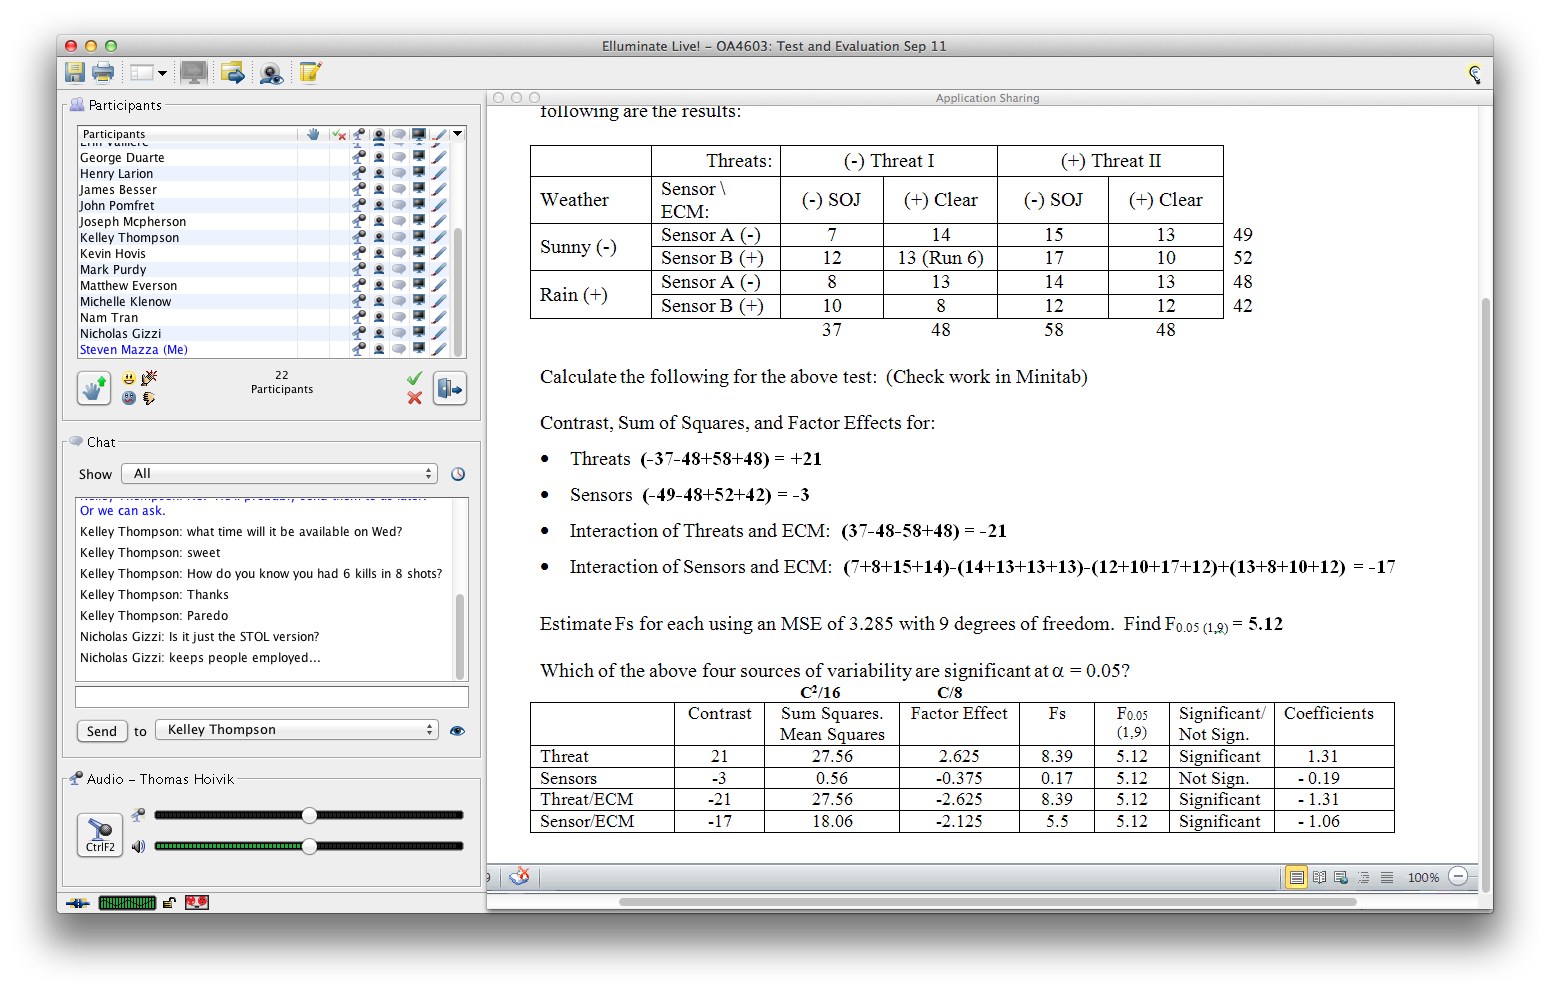 Elluminate Live! – OA4603: Test and Evaluation Sep 11
Participants
Participants
Erin Valliere
George Duarte
Henry Larion
James Besser
John Pomfret
Joseph Mcpherson
Kelley Thompson
Kevin Hovis
Mark Purdy
Matthew Everson
Michelle Klenow
Nam Tran
Nicholas Gizzi
Steven Mazza (Me)
22
Participants
Chat
Show All
Or we can ask.
Kelley Thompson: what time will it be available on Wed?
Kelley Thompson: sweet
Kelley Thompson: How do you know you had 6 kills in 8 shots?
Kelley Thompson: Thanks
Kelley Thompson: Paredo
Nicholas Gizzi: Is it just the STOL version?
Nicholas Gizzi: keeps people employed...
Send to Kelley Thompson
Audio – Thomas Hoivik
CtrlF2
Application Sharing
following are the results:
Threats: (-) Threat I (+) Threat II
Weather Sensor \ ECM: (-) SOJ (+) Clear (-) SOJ (+) Clear
Sunny (-) Sensor A (-) 7 14 15 13 49
Sensor B (+) 12 13 (Run 6) 17 10 52
Rain (+) Sensor A (-) 8 13 14 13 48
Sensor B (+) 10 8 12 12 42
37 48 58 48
Calculate the following for the above test: (Check work in Minitab)
Contrast, Sum of Squares, and Factor Effects for:
• Threats (-37-48+58+48) = +21
• Sensors (-49-48+52+42) = -3
• Interaction of Threats and ECM: (37-48-58+48) = -21
• Interaction of Sensors and ECM: (7+8+15+14)-(14+13+13+13)-(12+10+17+12)+(13+8+10+12) = -17
Estimate Fs for each using an MSE of 3.285 with 9 degrees of freedom. Find F0.05 (1,9) = 5.12
Which of the above four sources of variability are significant at α = 0.05?
C²/16 C/8
Contrast Sum Squares. Factor Effect Fs F0.05 Significant/ Coefficients
Mean Squares (1,9) Not Sign.
Threat 21 27.56 2.625 8.39 5.12 Significant 1.31
Sensors -3 0.56 -0.375 0.17 5.12 Not Sign. - 0.19
Threat/ECM -21 27.56 -2.625 8.39 5.12 Significant - 1.31
Sensor/ECM -17 18.06 -2.125 5.5 5.12 Significant - 1.06
100%